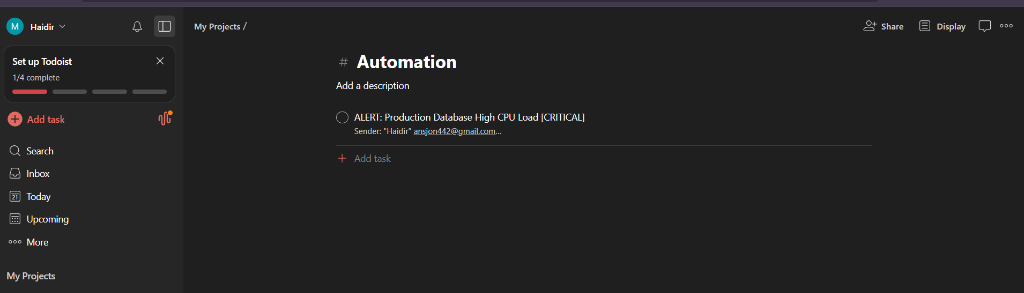 M Haidir
Set up Todoist
1/4 complete
Add task
Search
Inbox
21 Today
Upcoming
More
My Projects
My Projects /
Share
Display
# Automation
Add a description
ALERT: Production Database High CPU Load [CRITICAL]
Sender: "Haidir" ansjon442@gmail.com...
Add task